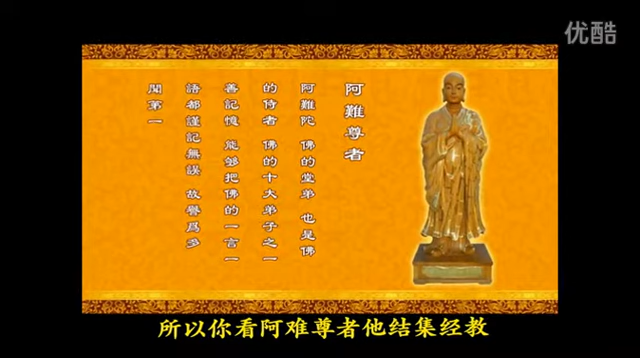 优酷
阿難尊者
阿難陀 佛的堂弟 也是佛
的侍者 佛的十大弟子之一
善記憶 能够把佛的一言一
語都謹記無誤 故譽爲多
聞第一
所以你看阿难尊者他结集经教